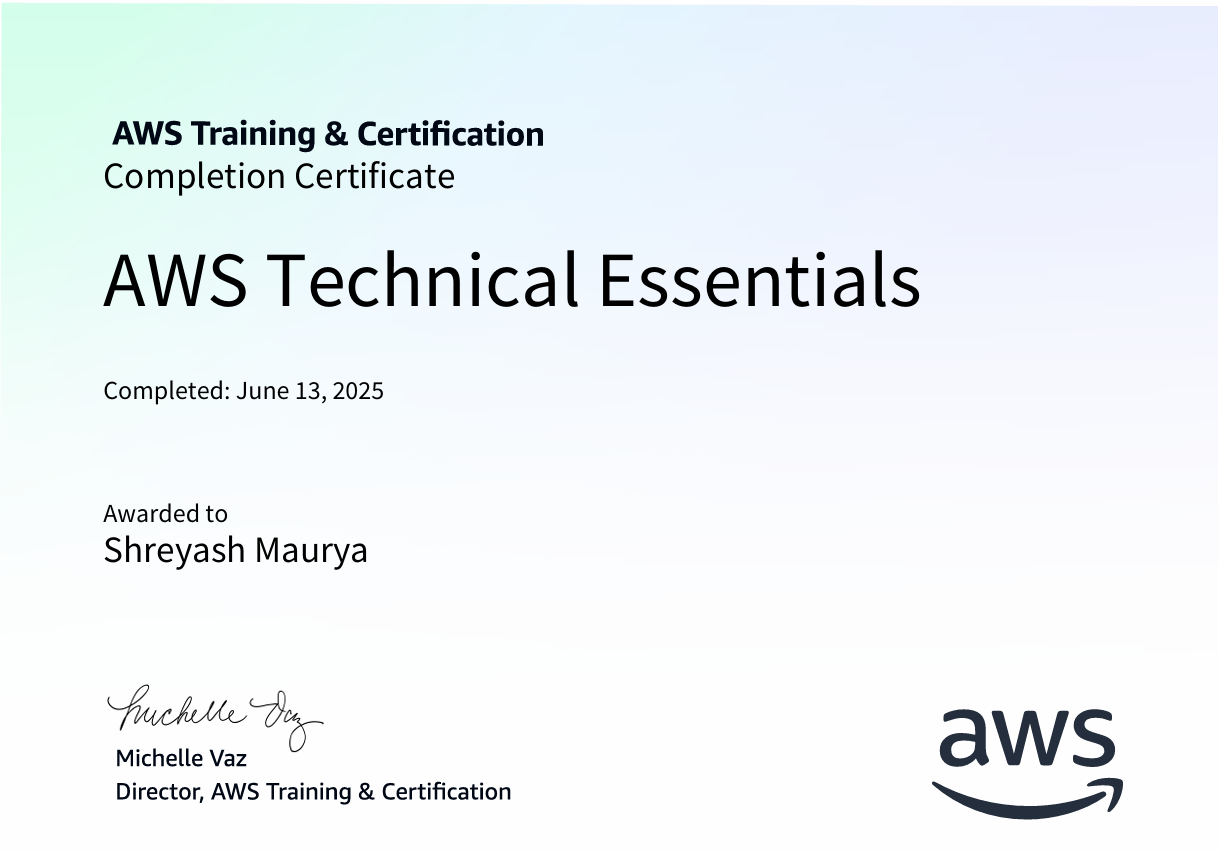 AWS Training & Certification
Completion Certificate
AWS Technical Essentials
Completed: June 13, 2025
Awarded to
Shreyash Maurya
Michelle Vaz
Michelle Vaz
Director, AWS Training & Certification
aws